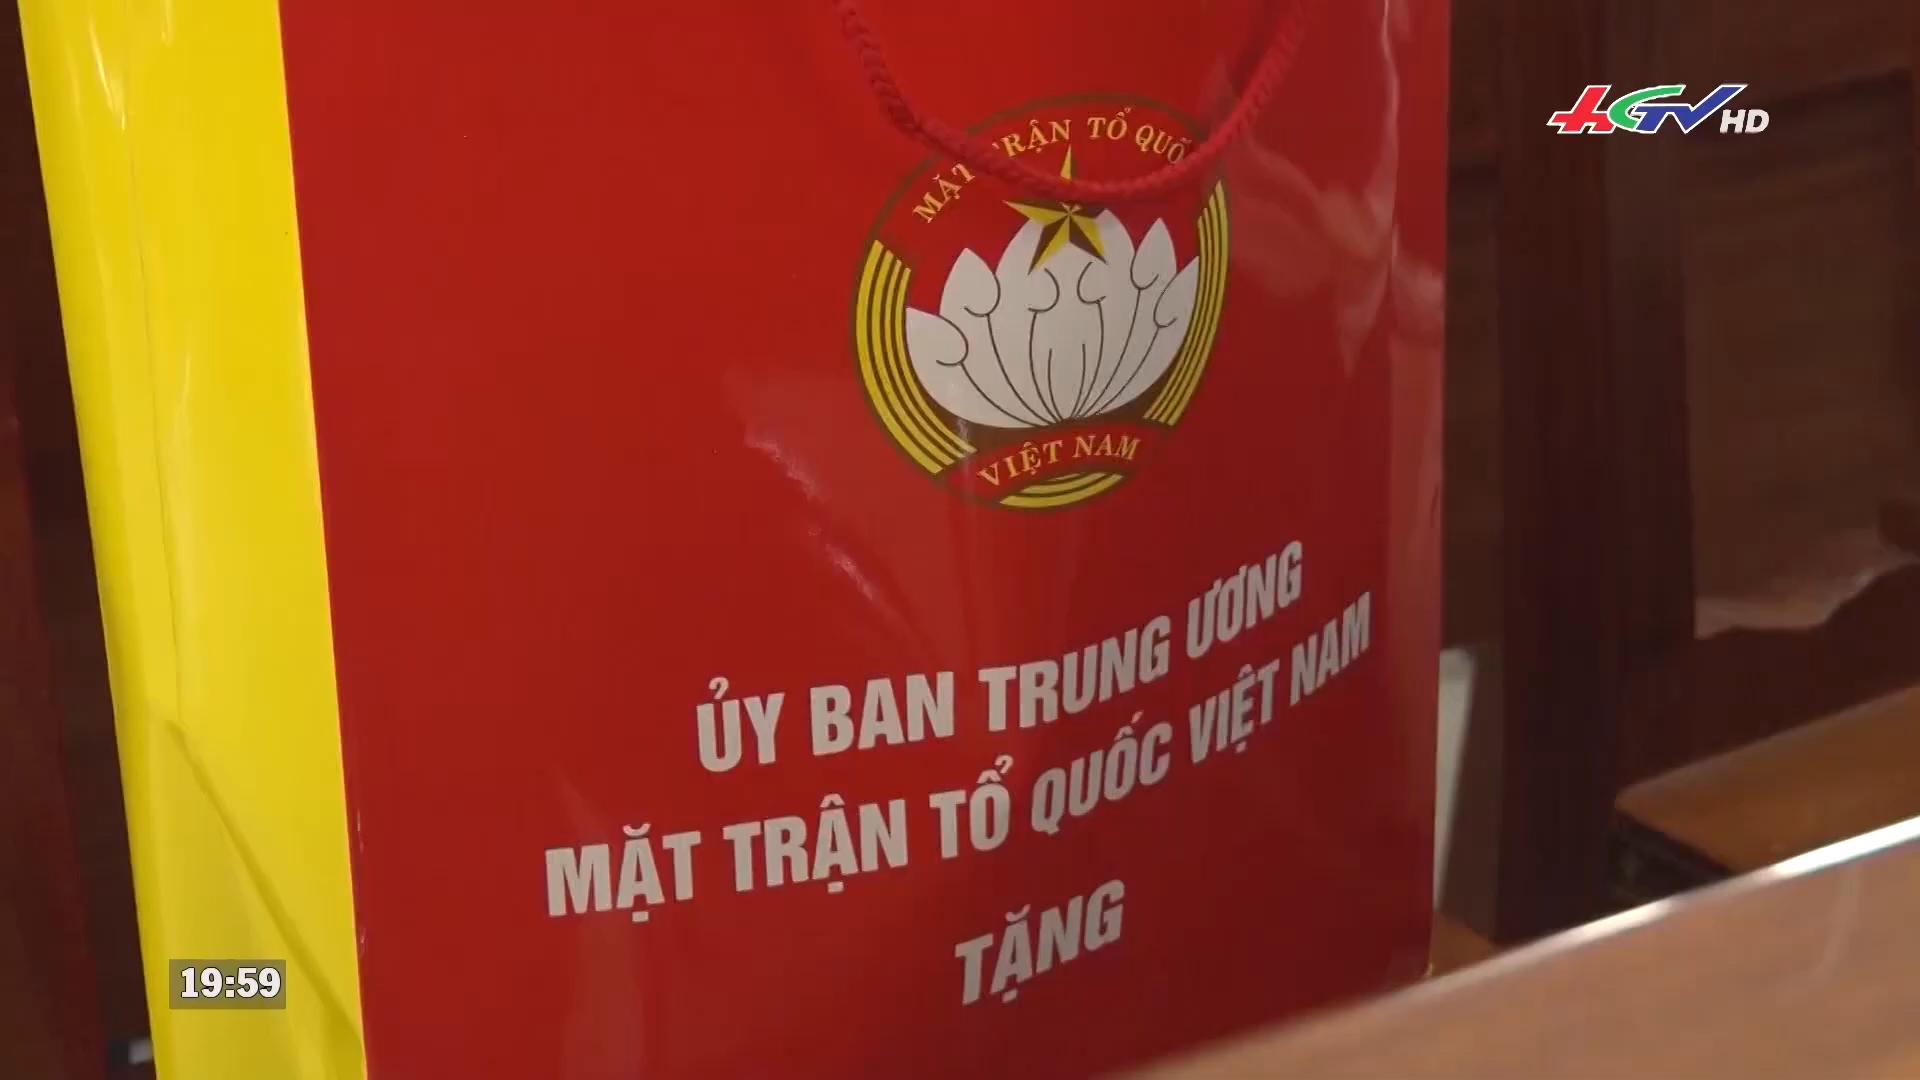 HGTV HD
MẶT TRẬN TỔ QUỐC
VIỆT NAM
ỦY BAN TRUNG ƯƠNG
MẶT TRẬN TỔ QUỐC VIỆT NAM
TẶNG
19:59